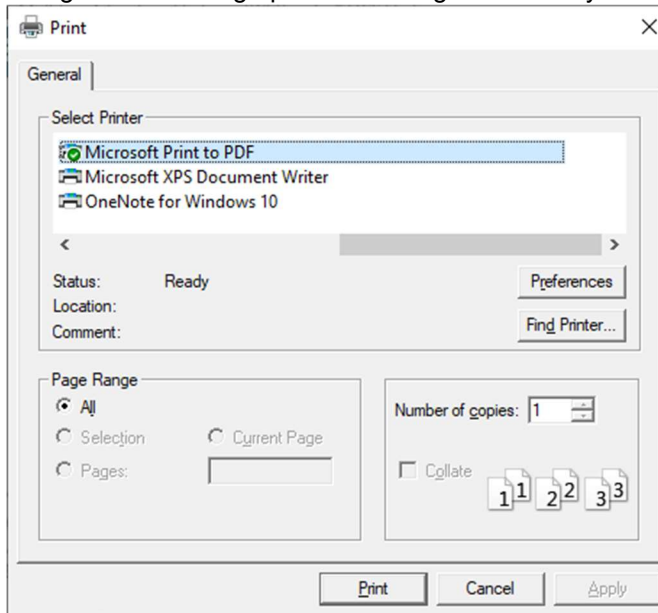 Print
General
Select Printer
Microsoft Print to PDF
Microsoft XPS Document Writer
OneNote for Windows 10
Status: Ready
Location:
Comment:
Preferences
Find Printer...
Page Range
All
Selection
Current Page
Pages:
Number of copies: 1
Collate
1 1 2 2 3 3
Print Cancel Apply